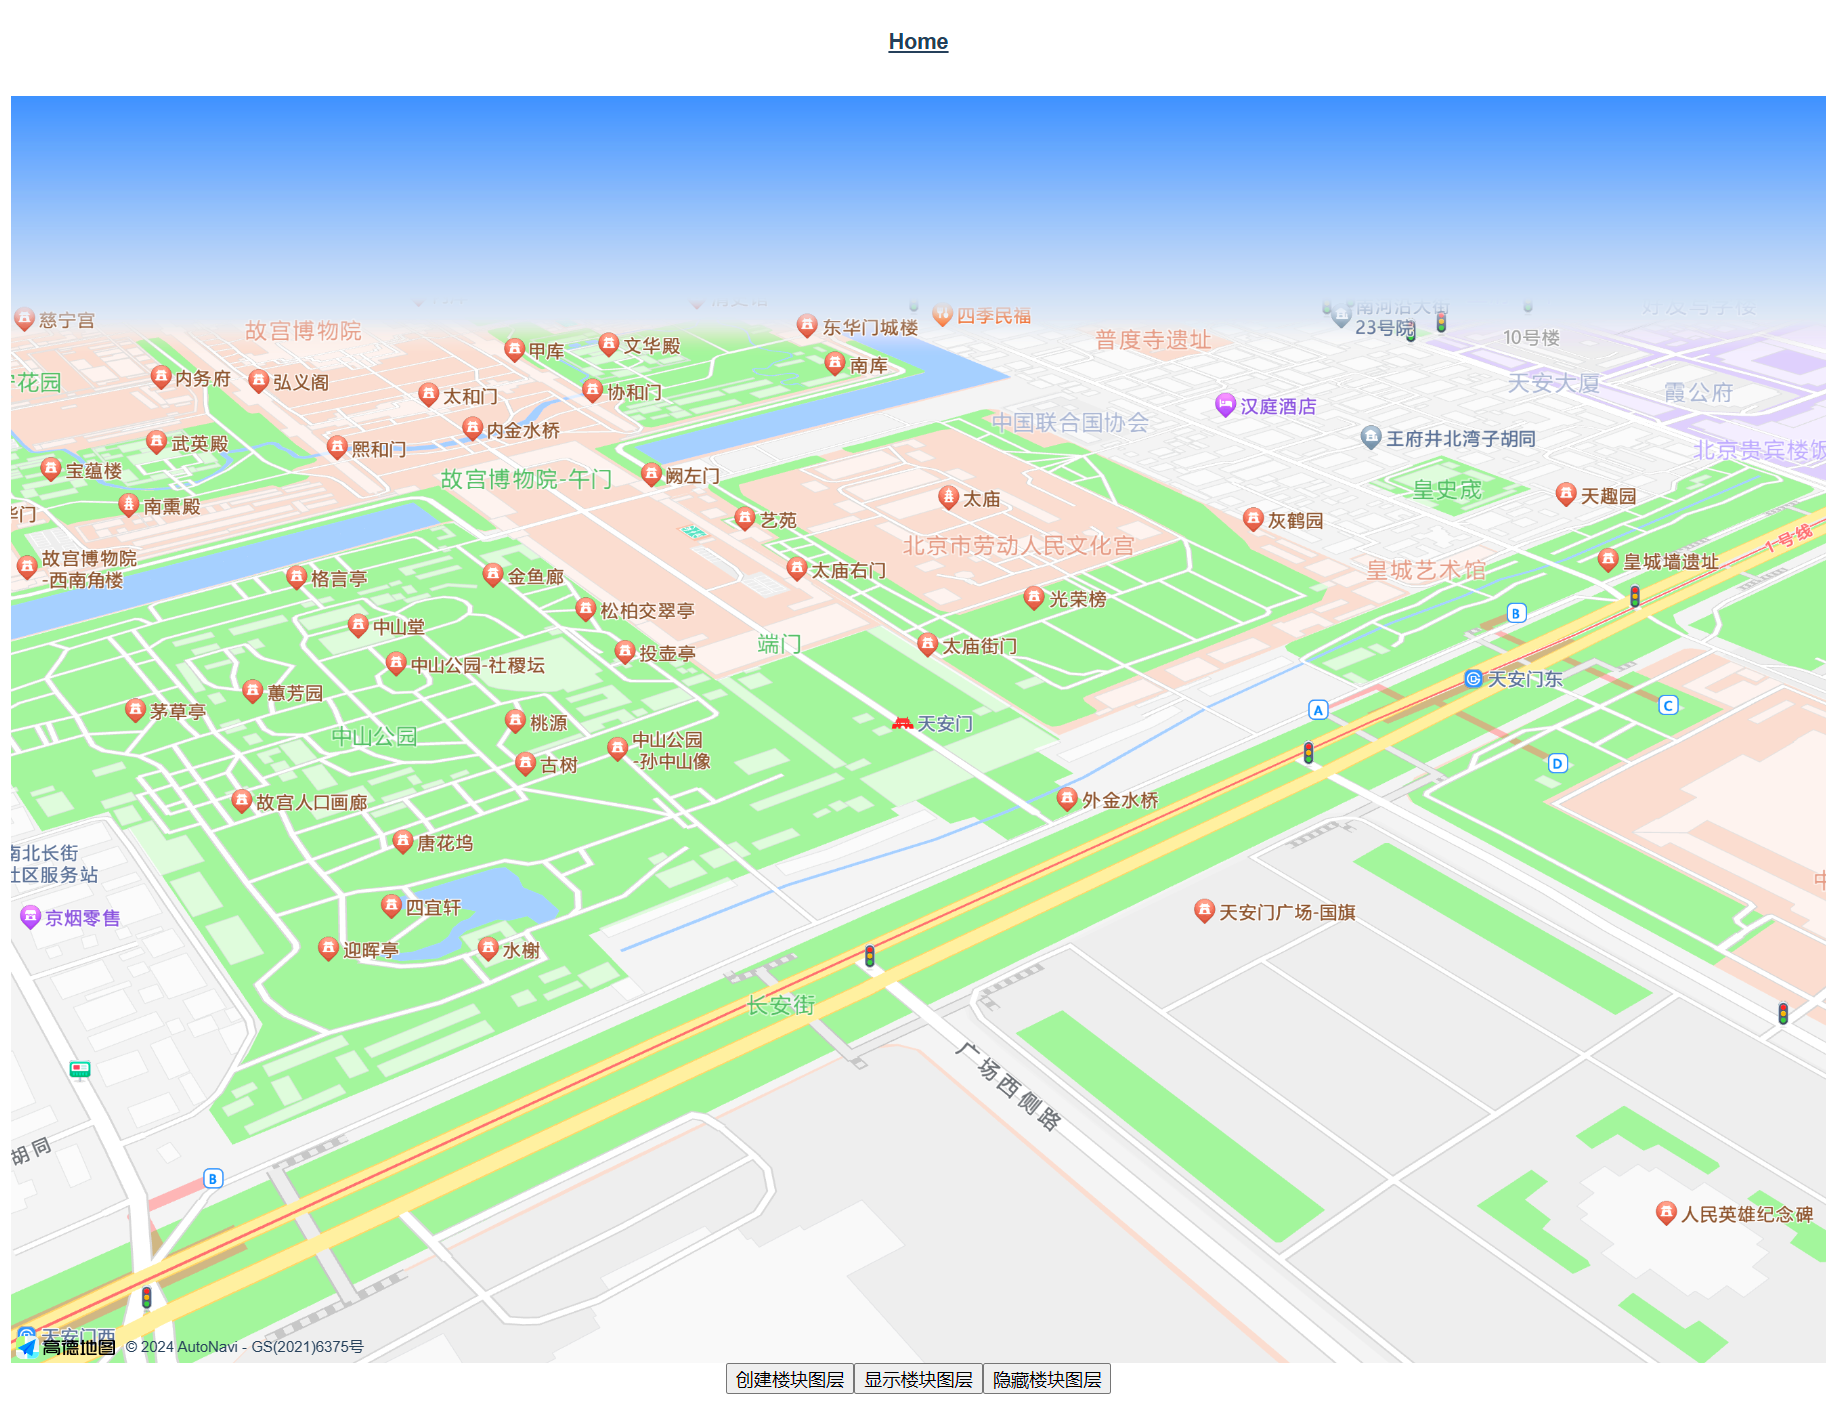 Home
慈宁宫
故宫博物院
甲库
文华殿
东华门城楼
四季民福
普度寺遗址
南河沿大街
23号院
10号楼
花园
内务府
弘义阁
太和门
协和门
南库
天安大厦
霞公府
汉庭酒店
中国联合国协会
王府井北湾子胡同
北京贵宾楼饭
武英殿
熙和门
内金水桥
宝蕴楼
故宫博物院-午门
阙左门
太庙
皇史宬
天趣园
南熏殿
华门
艺苑
灰鹤园
北京市劳动人民文化宫
1号线
故宫博物院
-西南角楼
格言亭
金鱼廊
太庙右门
皇城艺术馆
皇城墙遗址
松柏交翠亭
光荣榜
B
中山堂
端门
太庙街门
中山公园-社稷坛
投壶亭
天安门东
蕙芳园
茅草亭
A
C
桃源
天安门
中山公园
中山公园
-孙中山像
古树
D
故宫人口画廊
外金水桥
唐花坞
南北长街
社区服务站
四宜轩
京烟零售
天安门广场-国旗
迎晖亭
水榭
长安街
广场西侧路
胡同
B
人民英雄纪念碑
天安门西
高德地图 © 2024 AutoNavi - GS(2021)6375号
创建楼块图层 显示楼块图层 隐藏楼块图层